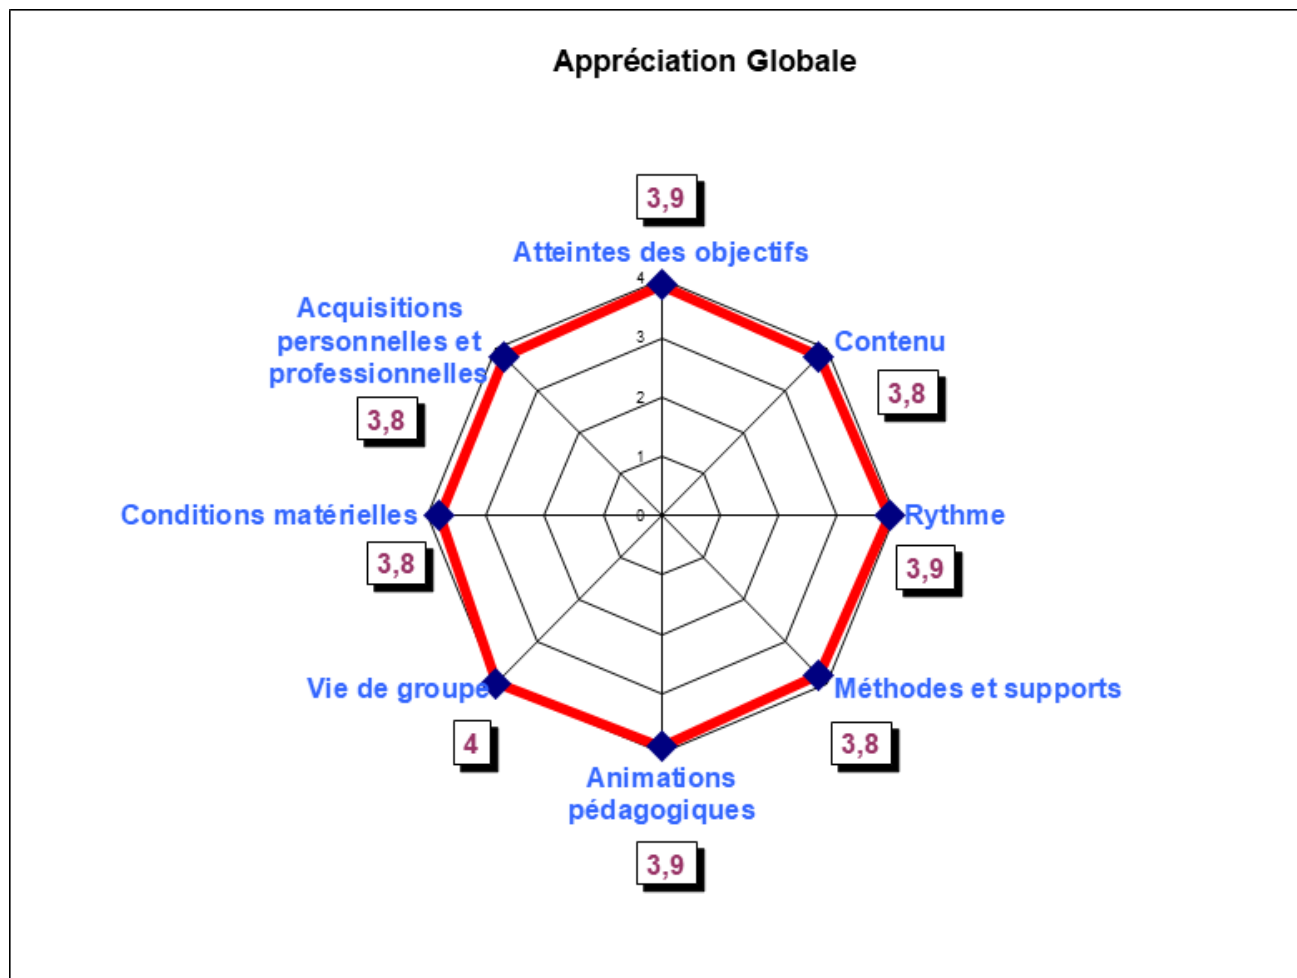 Appréciation Globale
3,9
Atteintes des objectifs
4
3
2
1
0
Contenu
3,8
Rythme
3,9
Méthodes et supports
3,8
Animations
pédagogiques
3,9
Vie de groupe
4
Conditions matérielles
3,8
Acquisitions
personnelles et
professionnelles
3,8